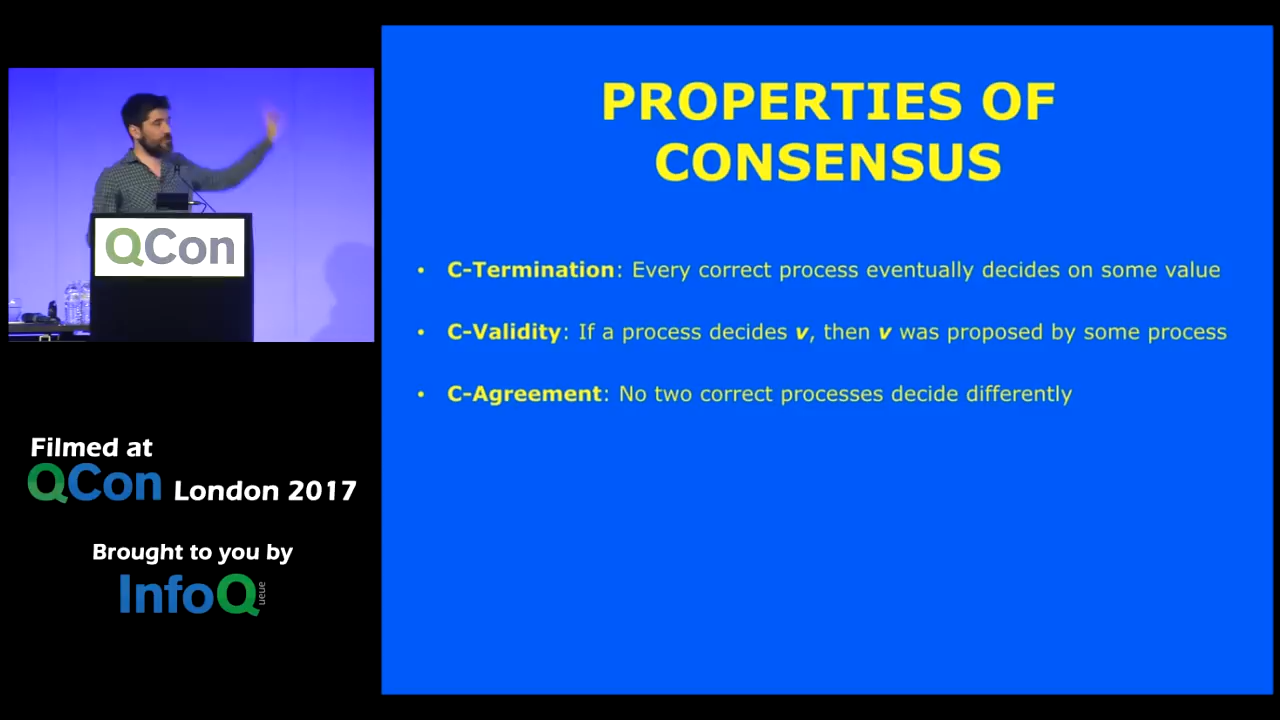 QCon
Filmed at
QCon London 2017
Brought to you by
InfoQ
ueue
PROPERTIES OF
CONSENSUS
• C-Termination: Every correct process eventually decides on some value
• C-Validity: If a process decides v, then v was proposed by some process
• C-Agreement: No two correct processes decide differently